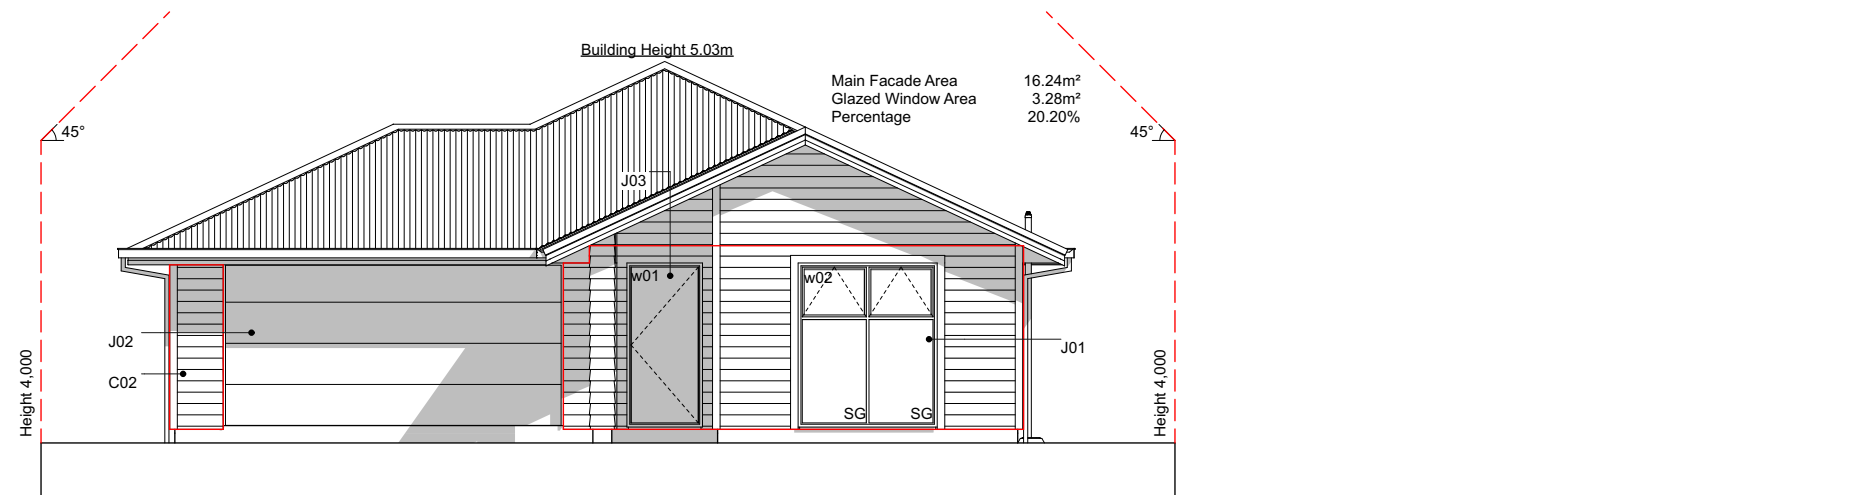 Building Height 5.03m
Main Facade Area 16.24m²
Glazed Window Area 3.28m²
Percentage 20.20%
45°
45°
J03
w01
w02
J02
J01
C02
Height 4,000
Height 4,000
SG
SG